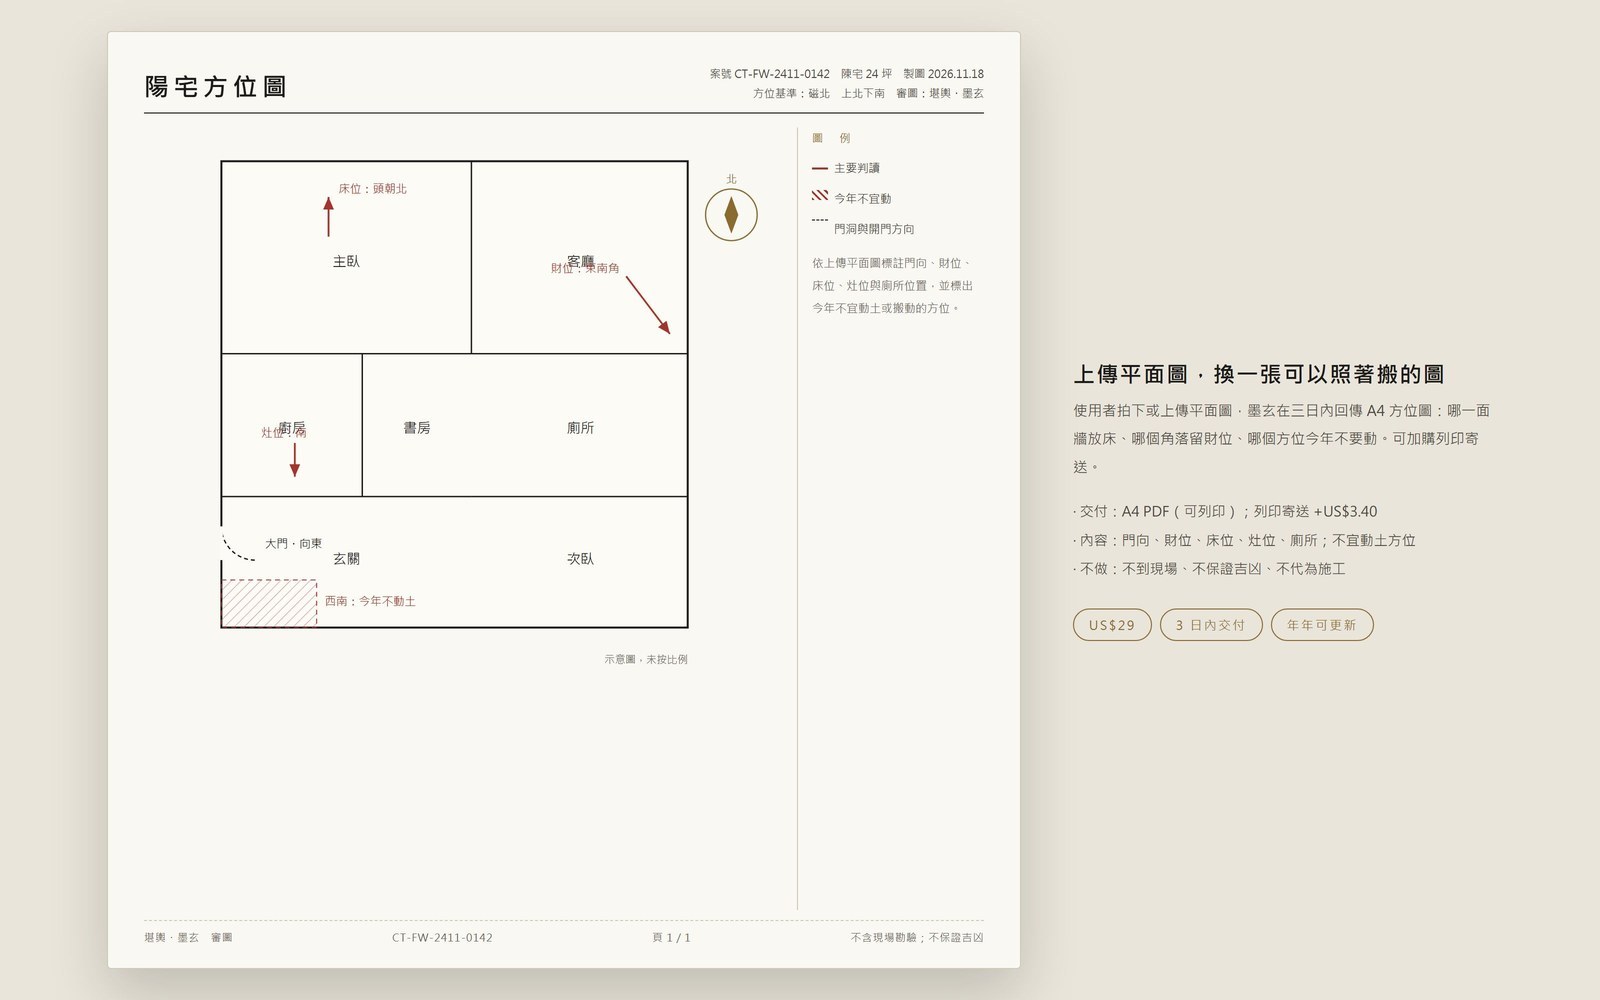 陽宅方位圖
案號 CT-FW-2411-0142 陳宅 24 坪 製圖 2026.11.18
方位基準：磁北 上北下南 審圖：堪輿·墨玄
圖 例
主要判讀
今年不宜動
門洞與開門方向
依上傳平面圖標註門向、財位、
床位、灶位與廁所位置，並標出
今年不宜動土或搬動的方位。
北
床位：頭朝北
主臥
客廳
財位：東南角
廚房
灶位：南
書房
廁所
大門·向東
玄關
次臥
西南：今年不動土
示意圖，未按比例
堪輿·墨玄 審圖
CT-FW-2411-0142
頁 1 / 1
不含現場勘驗；不保證吉凶
上傳平面圖，換一張可以照著搬的圖
使用者拍下或上傳平面圖，墨玄在三日內回傳 A4 方位圖：哪一面
牆放床、哪個角落留財位、哪個方位今年不要動。可加購列印寄
送。
· 交付：A4 PDF（可列印）；列印寄送 +US$3.40
· 內容：門向、財位、床位、灶位、廁所；不宜動土方位
· 不做：不到現場、不保證吉凶、不代為施工
US$29
3 日內交付
年年可更新